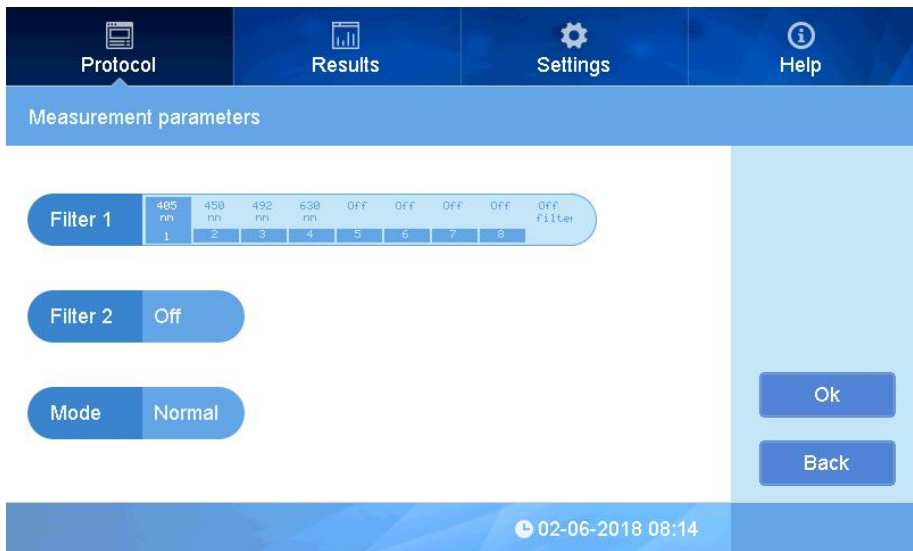 Protocol
Results
Settings
Help
Measurement parameters
Filter 1
405 450 492 630 Off Off Off Off Off
nm nm nm nm filter
1 2 3 4 5 6 7 8
Filter 2 Off
Mode Normal
Ok
Back
02-06-2018 08:14